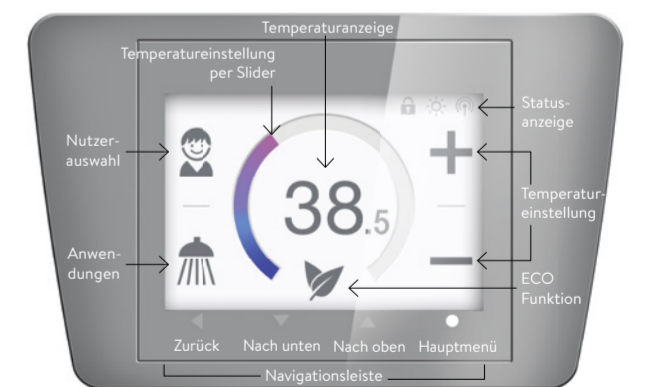 Temperaturanzeige
Temperatureinstellung
per Slider
Status-
anzeige
Nutzer-
auswahl
38.5
Temperatur-
einstellung
Anwen-
dungen
ECO
Funktion
Zurück
Nach unten
Nach oben
Hauptmenü
Navigationsleiste